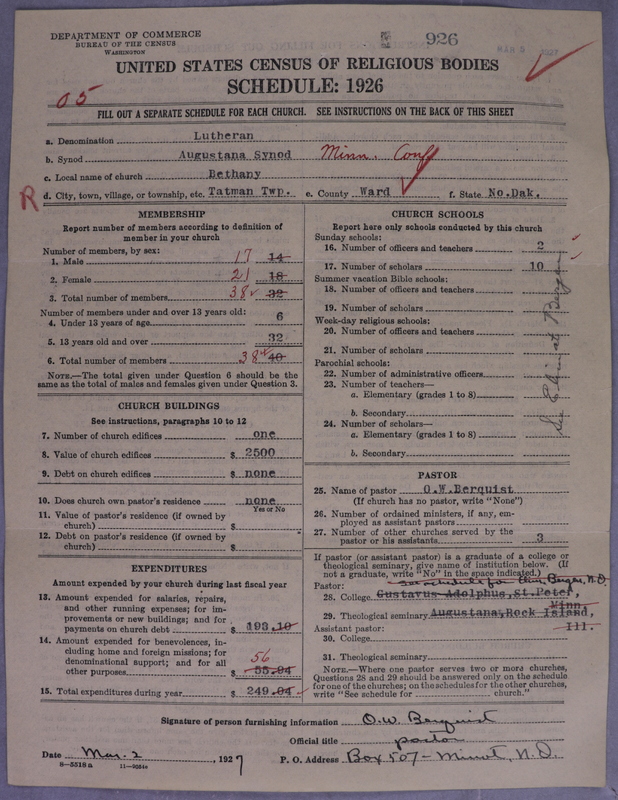 DEPARTMENT OF COMMERCE
BUREAU OF THE CENSUS
WASHINGTON
926
MAR 5 1927
UNITED STATES CENSUS OF RELIGIOUS BODIES
SCHEDULE: 1926
05
FILL OUT A SEPARATE SCHEDULE FOR EACH CHURCH. SEE INSTRUCTIONS ON THE BACK OF THIS SHEET
a. Denomination Lutheran
b. Synod Augustana Synod Minn. Conf
c. Local name of church Bethany
R d. City, town, village, or township, etc. Tatman Twp. e. County Ward f. State No.Dak.
MEMBERSHIP
Report number of members according to definition of
member in your church
Number of members, by sex:
1. Male 17 14
2. Female 21 18
3. Total number of members 38 32
Number of members under and over 13 years old:
4. Under 13 years of age 6
5. 13 years old and over 32
6. Total number of members 38 40
NOTE.—The total given under Question 6 should be the
same as the total of males and females given under Question 3.
CHURCH BUILDINGS
See instructions, paragraphs 10 to 12
7. Number of church edifices one
8. Value of church edifices $ 2500
9. Debt on church edifices $ none
10. Does church own pastor's residence none
Yes or No
11. Value of pastor's residence (if owned by
church) $
12. Debt on pastor's residence (if owned by
church) $
EXPENDITURES
Amount expended by your church during last fiscal year
13. Amount expended for salaries, repairs,
and other running expenses; for im-
provements or new buildings; and for
payments on church debt $ 193.10
14. Amount expended for benevolences, in-
cluding home and foreign missions; for
denominational support; and for all
other purposes $ 56 55.94
15. Total expenditures during year $ 249.04
CHURCH SCHOOLS
Report here only schools conducted by this church
Sunday schools:
16. Number of officers and teachers 2
17. Number of scholars 10
Summer vacation Bible schools:
18. Number of officers and teachers
19. Number of scholars
Week-day religious schools:
20. Number of officers and teachers
21. Number of scholars
Parochial schools:
22. Number of administrative officers
23. Number of teachers—
a. Elementary (grades 1 to 8)
b. Secondary
24. Number of scholars—
a. Elementary (grades 1 to 8)
b. Secondary
PASTOR
25. Name of pastor O.W.Berquist
(If church has no pastor, write "None")
26. Number of ordained ministers, if any, em-
ployed as assistant pastors
27. Number of other churches served by the
pastor or his assistants 3
If pastor (or assistant pastor) is a graduate of a college or
theological seminary, give name of institution below. (If
not a graduate, write "No" in the space indicated.)
Pastor: See schedule for N.D.
28. College Gustavus Adolphus,St.Peter,
Minn.
29. Theological seminary Augustana,Rock Island,
Assistant pastor: Ill.
30. College
31. Theological seminary
NOTE.—Where one pastor serves two or more churches,
Questions 28 and 29 should be answered only on the schedule
for one of the churches; on the schedules for the other churches,
write "See schedule for church."
Signature of person furnishing information O.W. Berquist
Official title pastor
Date Mar. 2, 1927 P. O. Address Box 507 - Minot, N.D.
8—5518a 11—9654c